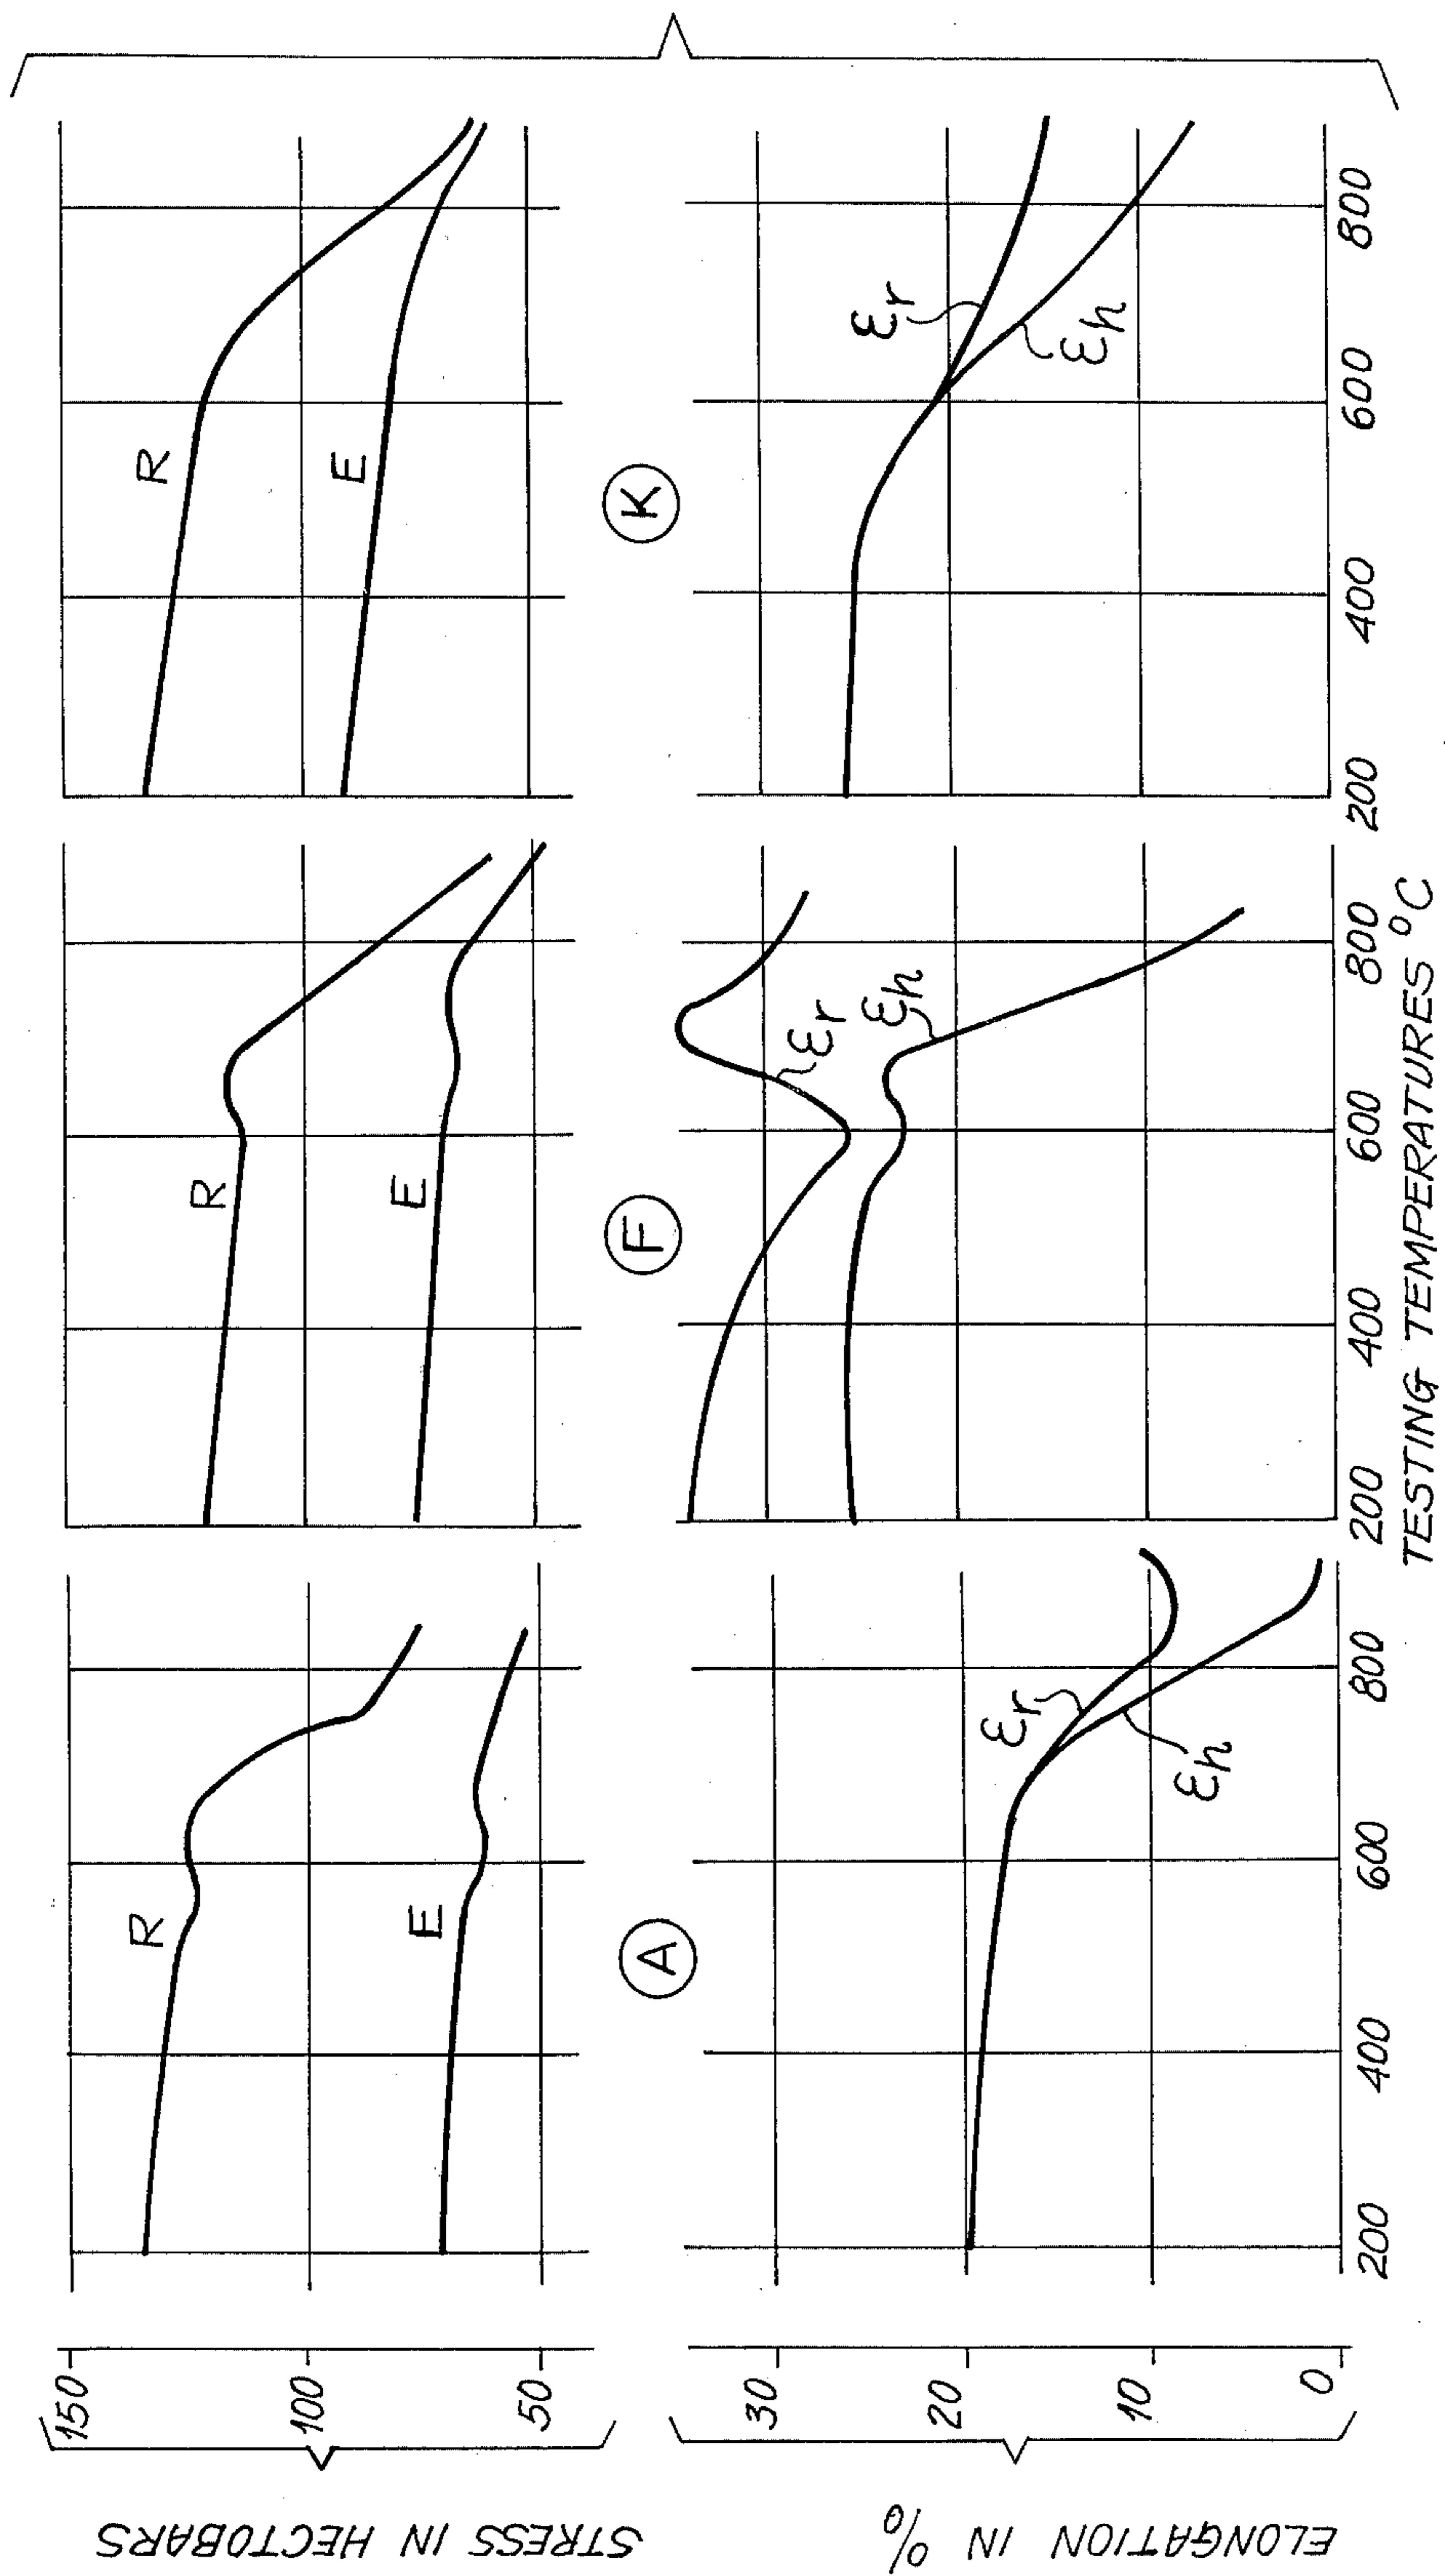 STRESS IN HECTOBARS
150
100
50
R
E
R
E
R
E
A
F
K
ELONGATION IN %
30
20
10
0
εr
εh
εr
εh
εr
εh
200 400 600 800
200 400 600 800
200 400 600 800
TESTING TEMPERATURES °C